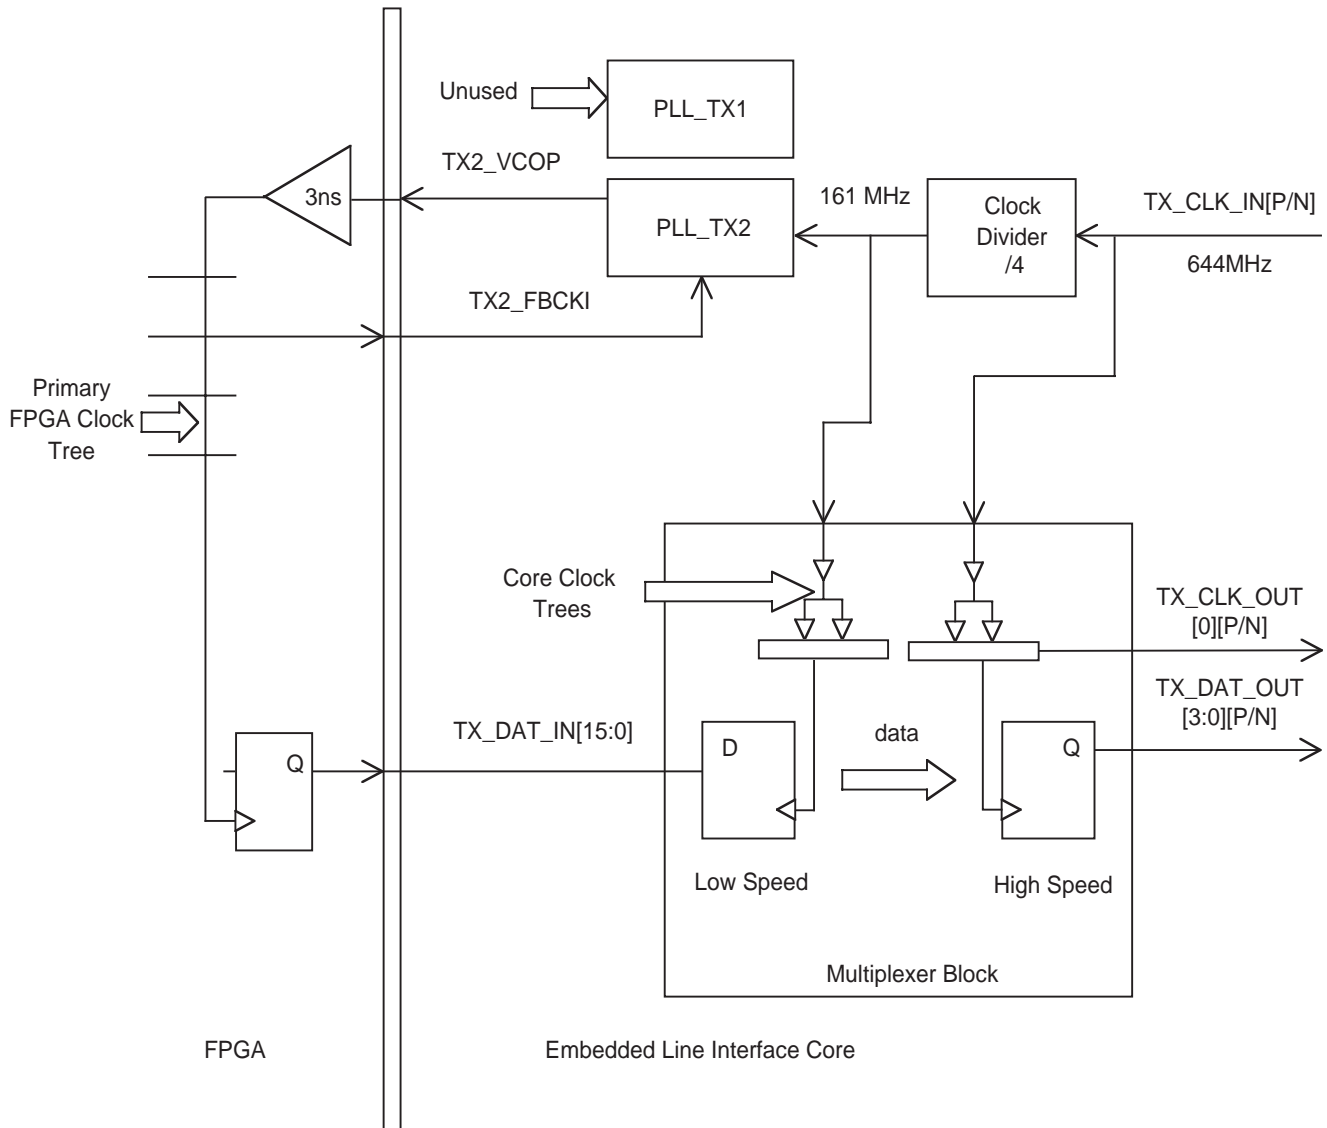 Unused
PLL_TX1
TX2_VCOP
3ns
PLL_TX2
161 MHz
Clock
Divider
/4
TX_CLK_IN[P/N]
644MHz
TX2_FBCKI
Primary
FPGA Clock
Tree
Core Clock
Trees
TX_CLK_OUT
[0][P/N]
TX_DAT_OUT
[3:0][P/N]
TX_DAT_IN[15:0]
Q
D
data
Q
Low Speed
High Speed
Multiplexer Block
FPGA
Embedded Line Interface Core